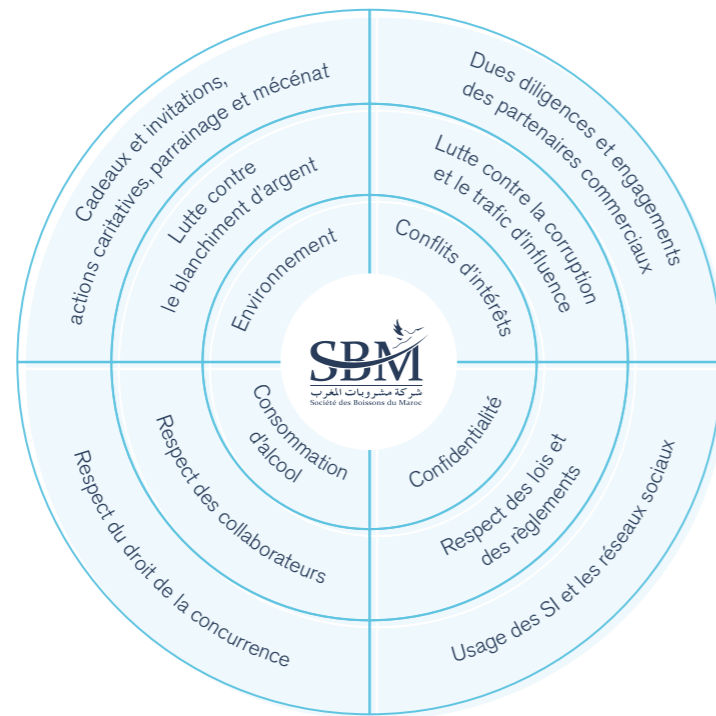 Cadeaux et invitations,
actions caritatives, parrainage et mécénat
Dues diligences et engagements
des partenaires commerciaux
Lutte contre
le blanchiment d'argent
Lutte contre la corruption
et le trafic d'influence
Environnement
Conflits d'intérêts
SBM
شركة مشروبات المغرب
Société des Boissons du Maroc
Consommation
d'alcool
Confidentialité
Respect des collaborateurs
Respect des lois et
des règlements
Respect du droit de la concurrence
Usage des SI et les réseaux sociaux